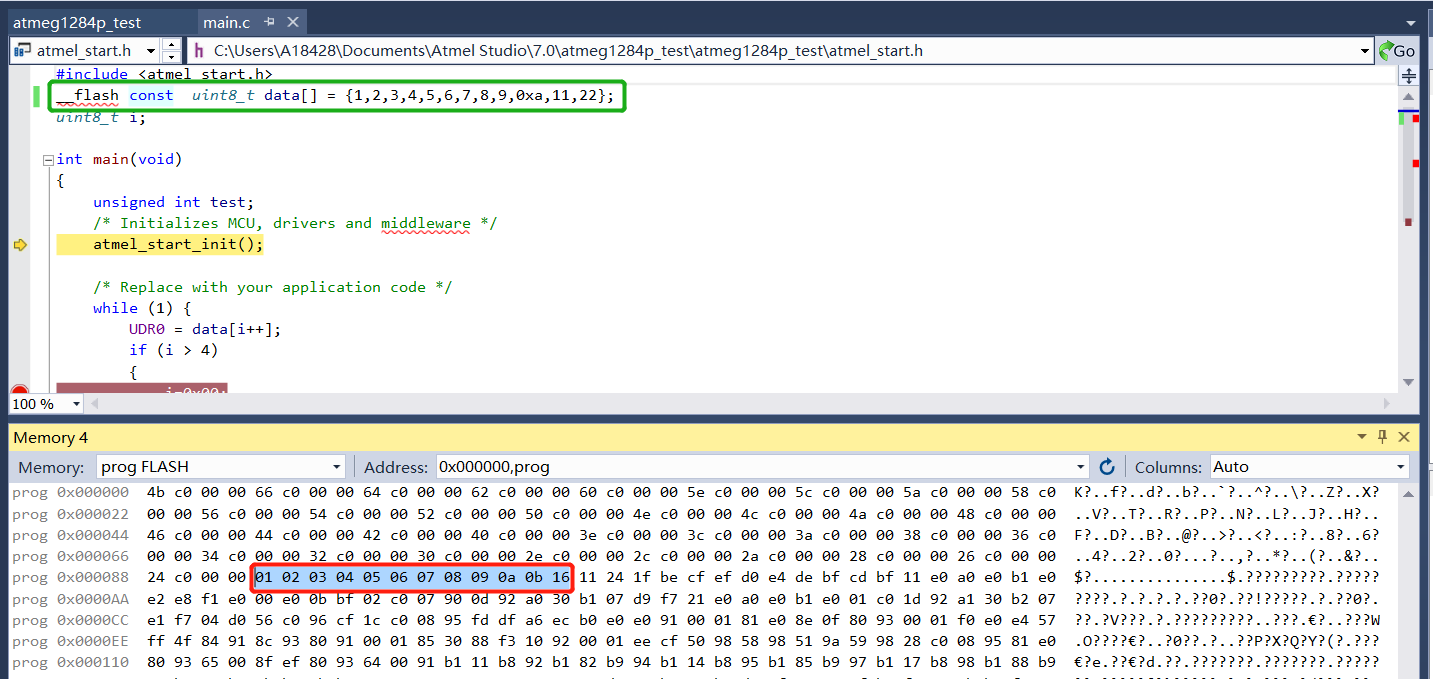 atmeg1284p_test main.c
atmel_start.h h C:\Users\A18428\Documents\Atmel Studio\7.0\atmeg1284p_test\atmeg1284p_test\atmel_start.h Go
#include <atmel_start.h>
__flash const  uint8_t data[] = {1,2,3,4,5,6,7,8,9,0xa,11,22};
uint8_t i;
int main(void)
{
unsigned int test;
/* Initializes MCU, drivers and middleware */
atmel_start_init();
/* Replace with your application code */
while (1) {
UDR0 = data[i++];
if (i > 4)
{
i=0x00;
100 %
Memory 4
Memory: prog FLASH Address: 0x000000,prog Columns: Auto
prog 0x000000 4b c0 00 00 66 c0 00 00 64 c0 00 00 62 c0 00 00 60 c0 00 00 5e c0 00 00 5c c0 00 00 5a c0 00 00 58 c0 K?..f?..d?..b?..`?..^?..\?..Z?..X?
prog 0x000022 00 00 56 c0 00 00 54 c0 00 00 52 c0 00 00 50 c0 00 00 4e c0 00 00 4c c0 00 00 4a c0 00 00 48 c0 00 00 ..V?..T?..R?..P?..N?..L?..J?..H?..
prog 0x000044 46 c0 00 00 44 c0 00 00 42 c0 00 00 40 c0 00 00 3e c0 00 00 3c c0 00 00 3a c0 00 00 38 c0 00 00 36 c0 F?..D?..B?..@?..>?..<?..:?..8?..6?
prog 0x000066 00 00 34 c0 00 00 32 c0 00 00 30 c0 00 00 2e c0 00 00 2c c0 00 00 2a c0 00 00 28 c0 00 00 26 c0 00 00 ..4?..2?..0?...?..,?..*?..(?..&?..
prog 0x000088 24 c0 00 00 01 02 03 04 05 06 07 08 09 0a 0b 16 11 24 1f be cf ef d0 e4 de bf cd bf 11 e0 a0 e0 b1 e0 $?..............$.??????????.?????
prog 0x0000AA e2 e8 f1 e0 00 e0 0b bf 02 c0 07 90 0d 92 a0 30 b1 07 d9 f7 21 e0 a0 e0 b1 e0 01 c0 1d 92 a1 30 b2 07
prog 0x0000CC e1 f7 04 d0 56 c0 96 cf 1c c0 08 95 fd df a6 ec b0 e0 e0 91 00 01 81 e0 8e 0f 80 93 00 01 f0 e0 e4 57
prog 0x0000EE ff 4f 84 91 8c 93 80 91 00 01 85 30 88 f3 10 92 00 01 ee cf 50 98 58 98 51 9a 59 98 28 c0 08 95 81 e0
prog 0x000110 80 93 65 00 8f ef 80 93 64 00 91 b1 11 b8 92 b1 82 b9 94 b1 14 b8 95 b1 85 b9 97 b1 17 b8 98 b1 88 b9